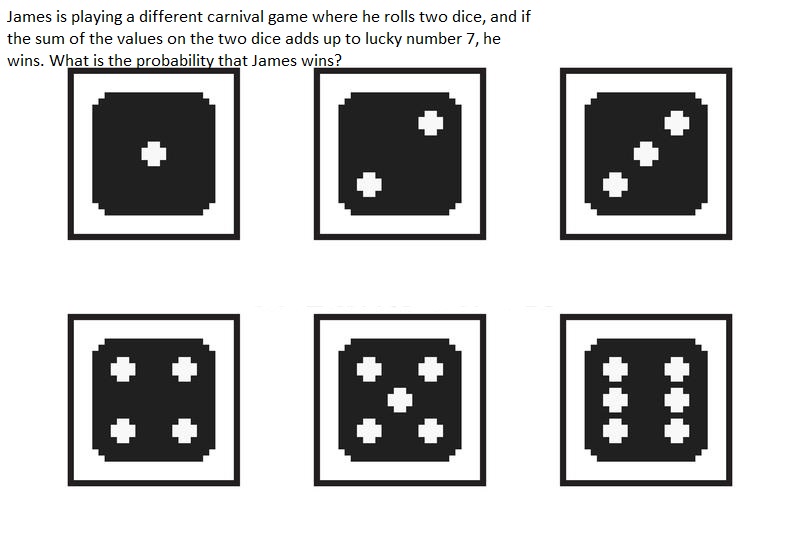 James is playing a different carnival game where he rolls two dice, and if
the sum of the values on the two dice adds up to lucky number 7, he
wins. What is the probability that James wins?